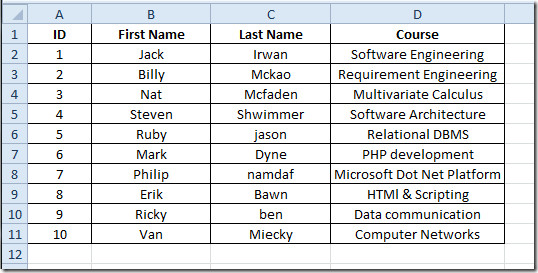 A B C D
1 ID First Name Last Name Course
2 1 Jack Irwan Software Engineering
3 2 Billy Mckao Requirement Engineering
4 3 Nat Mcfaden Multivariate Calculus
5 4 Steven Shwimmer Software Architecture
6 5 Ruby jason Relational DBMS
7 6 Mark Dyne PHP development
8 7 Philip namdaf Microsoft Dot Net Platform
9 8 Erik Bawn HTMl & Scripting
10 9 Ricky ben Data communication
11 10 Van Miecky Computer Networks
12